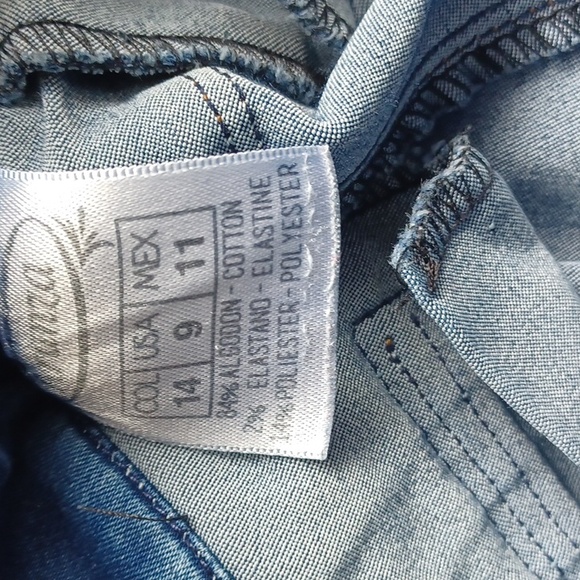 COL USA MEX
14 9 11
84% ALGODON - COTTON
2% ELASTANO - ELASTINE
14% POLIESTER - POLYESTER